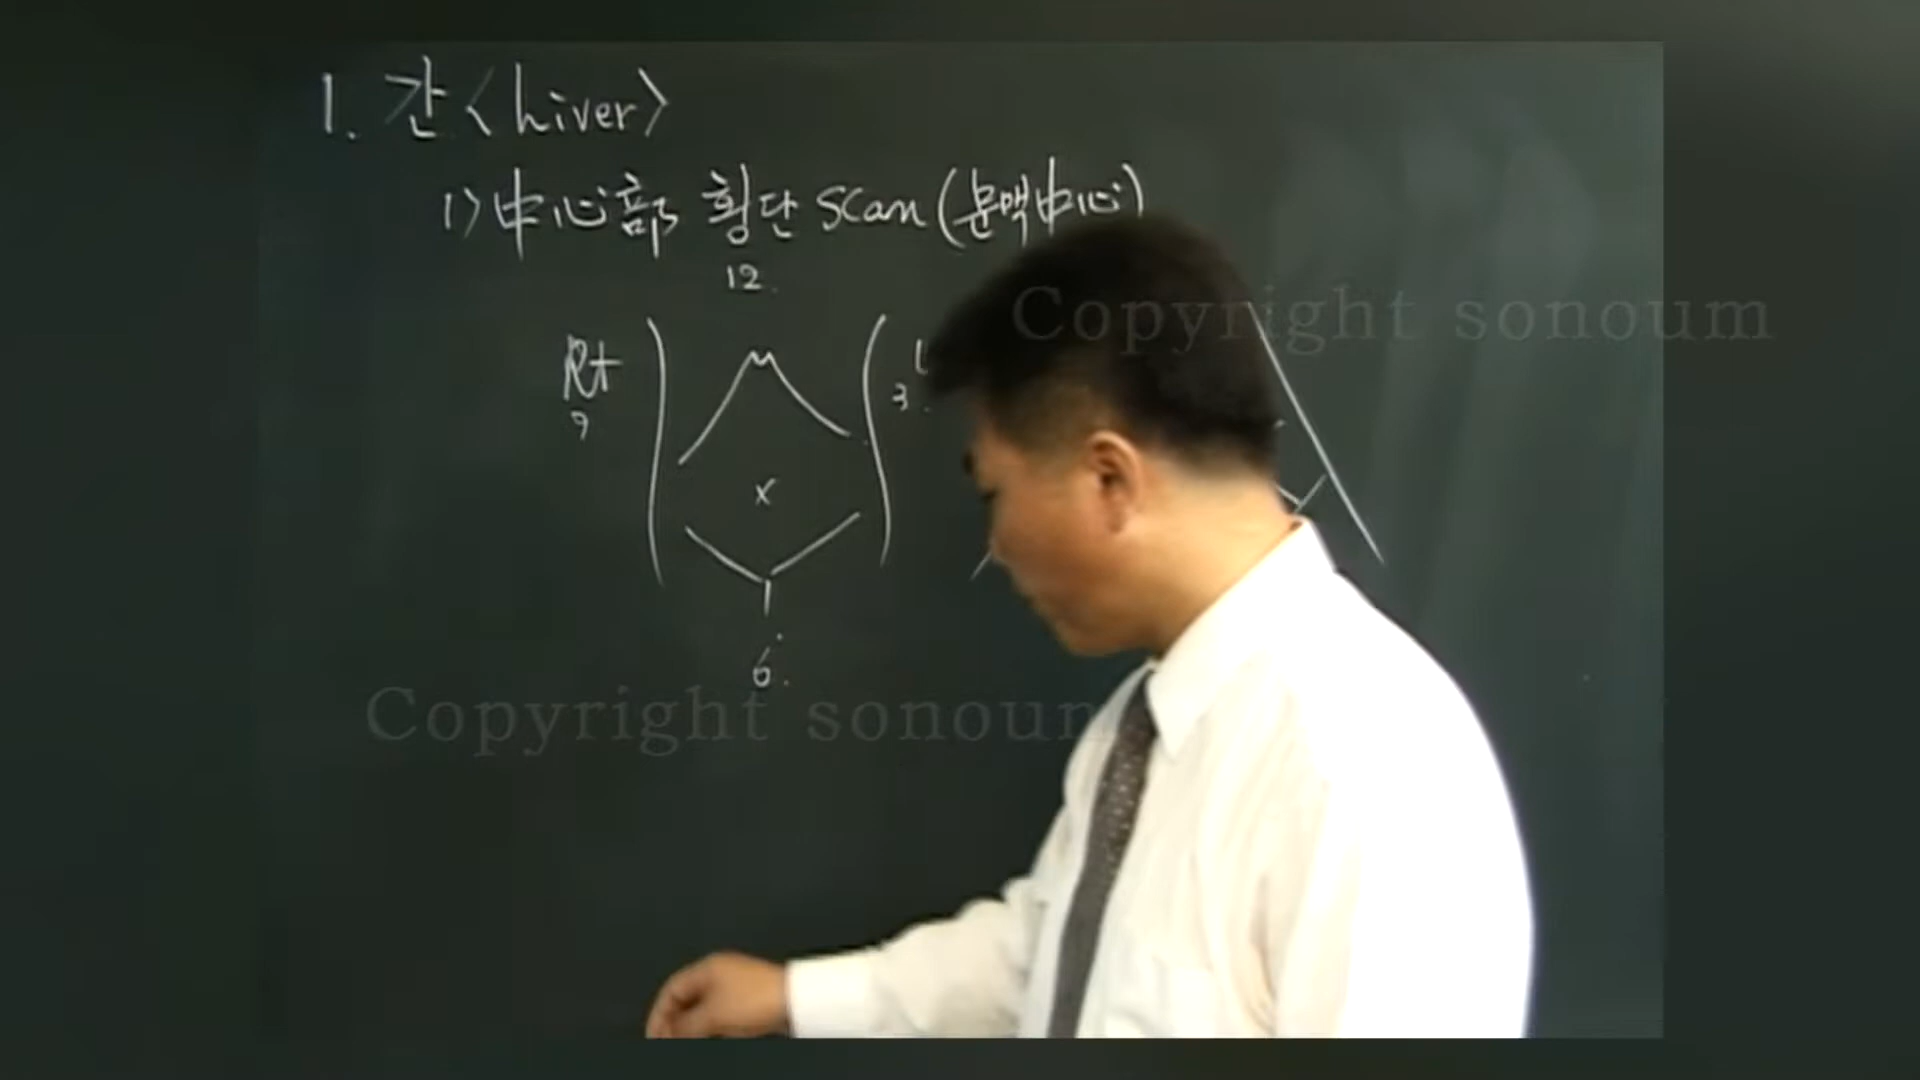 1. 간〈Liver〉
1) 中心部 횡단 Scan (문맥中心)
12.
Rt
9
L
3.
x
6.
Copyright sonoum
Copyright sonoum